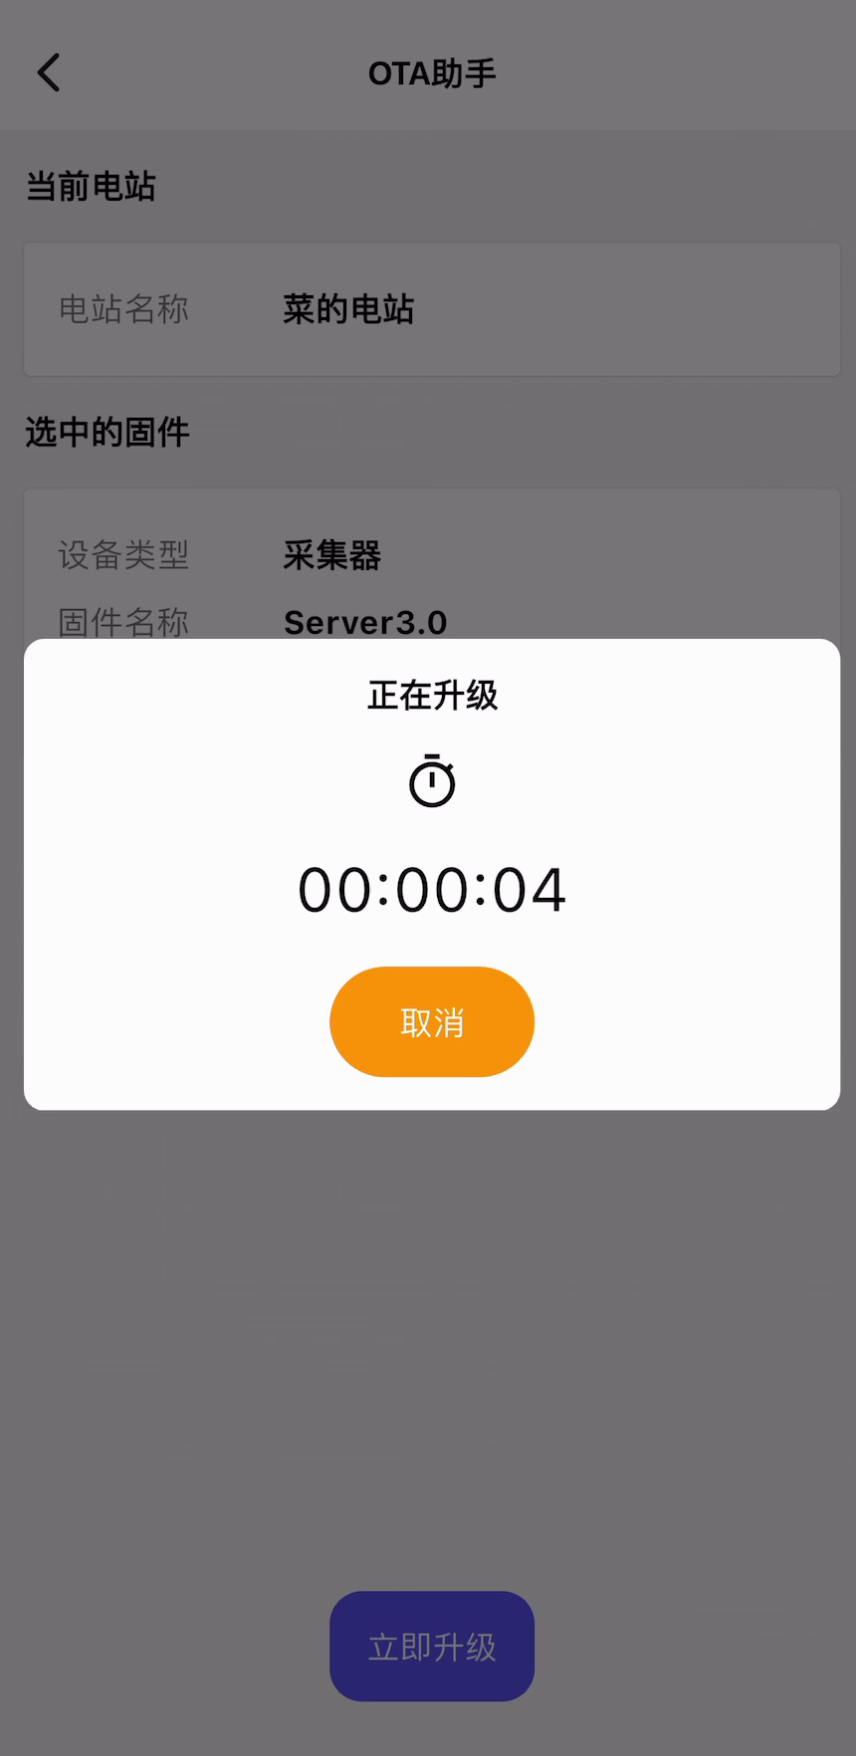 OTA助手
当前电站
电站名称 菜的电站
选中的固件
设备类型 采集器
固件名称 Server3.0
正在升级
00:00:04
取消
立即升级